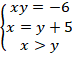 xy = −6
x = y + 5
x > y